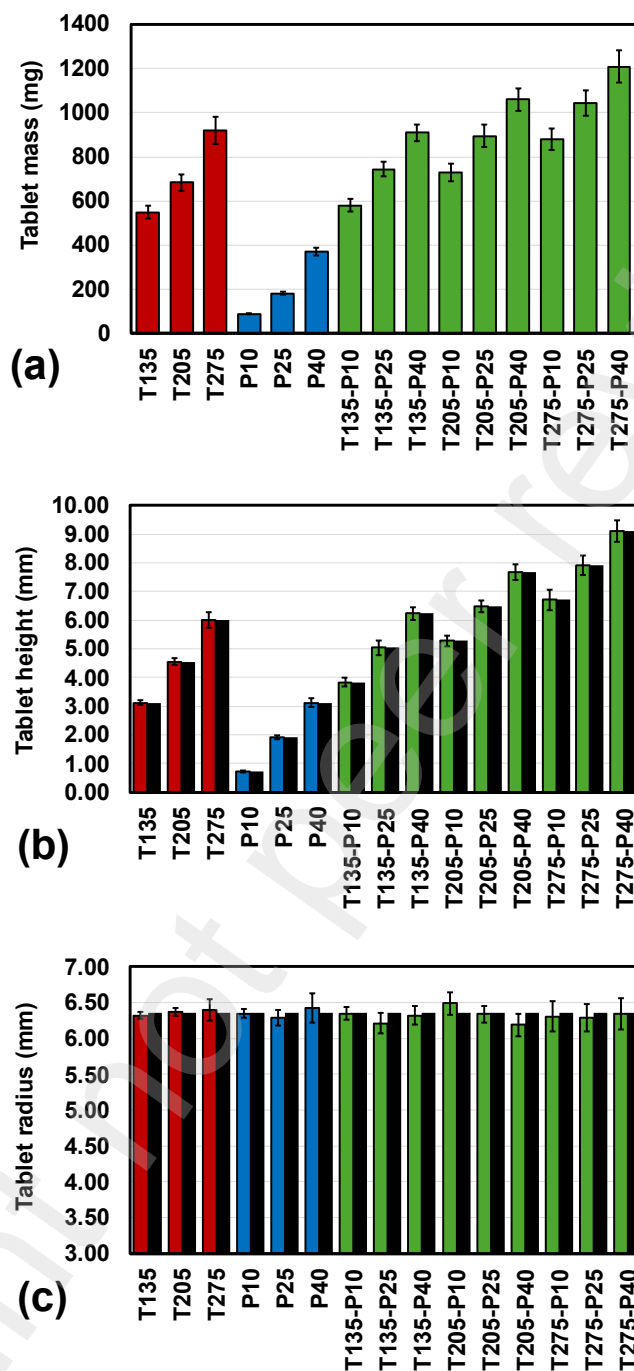 1400
1200
1000
800
600
400
200
0
Tablet mass (mg)
(a)
T135
T205
T275
P10
P25
P40
T135-P10
T135-P25
T135-P40
T205-P10
T205-P25
T205-P40
T275-P10
T275-P25
T275-P40
10.00
9.00
8.00
7.00
6.00
5.00
4.00
3.00
2.00
1.00
0.00
Tablet height (mm)
(b)
T135
T205
T275
P10
P25
P40
T135-P10
T135-P25
T135-P40
T205-P10
T205-P25
T205-P40
T275-P10
T275-P25
T275-P40
7.00
6.50
6.00
5.50
5.00
4.50
4.00
3.50
3.00
Tablet radius (mm)
(c)
T135
T205
T275
P10
P25
P40
T135-P10
T135-P25
T135-P40
T205-P10
T205-P25
T205-P40
T275-P10
T275-P25
T275-P40
not peer re